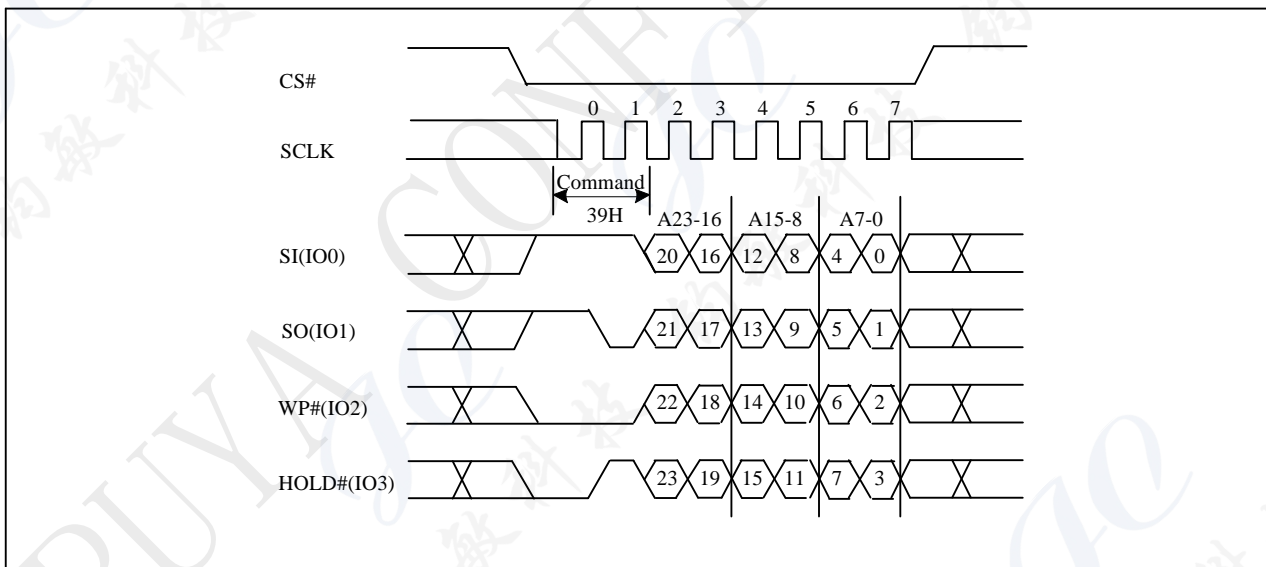 CS#
0 1 2 3 4 5 6 7
SCLK
Command
39H
A23-16 A15-8 A7-0
SI(IO0) 20 16 12 8 4 0
SO(IO1) 21 17 13 9 5 1
WP#(IO2) 22 18 14 10 6 2
HOLD#(IO3) 23 19 15 11 7 3
PUYA CONF